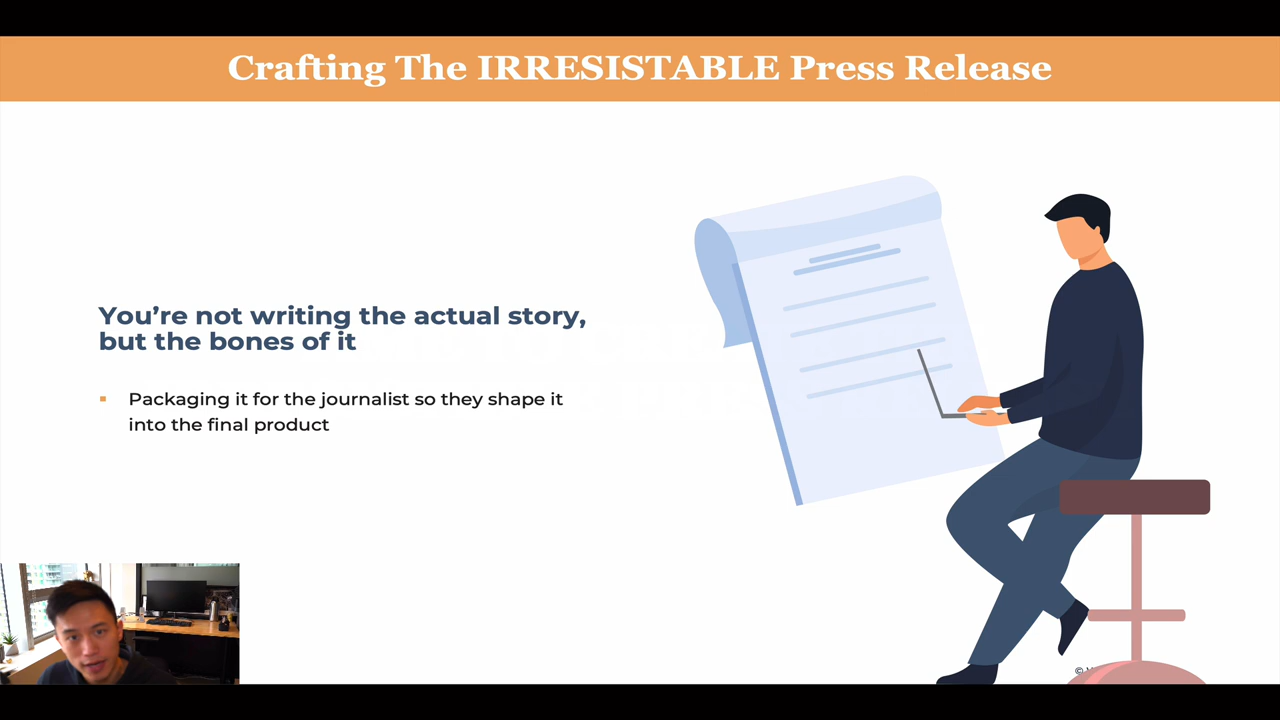 Crafting The IRRESISTABLE Press Release
You're not writing the actual story,
but the bones of it
Packaging it for the journalist so they shape it
into the final product
©